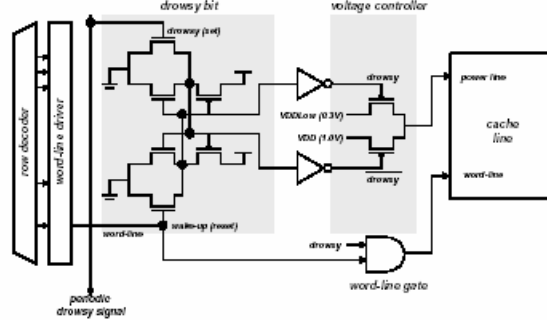 drowsy bit
voltage controller
drowsy (set)
drowsy
power line
VDDLow (0.3V)
VDD (1.0V)
cache
line
row decoder
word-line driver
drowsy
word-line
word-line
wake-up (reset)
drowsy
word-line gate
periodic
drowsy signal